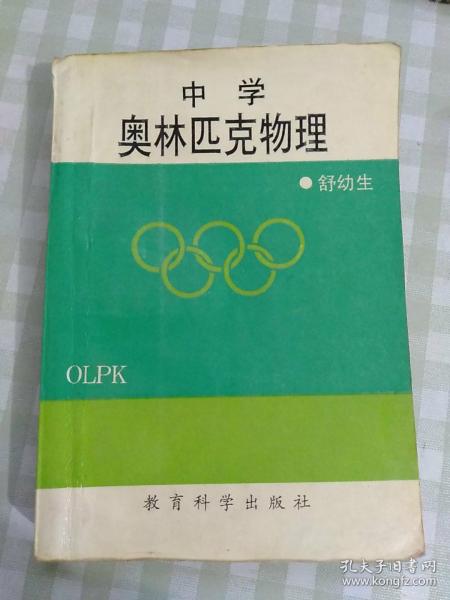 中学
奥林匹克物理
●舒幼生
OLPK
教育科学出版社
孔夫子旧书网
www.kongfz.com